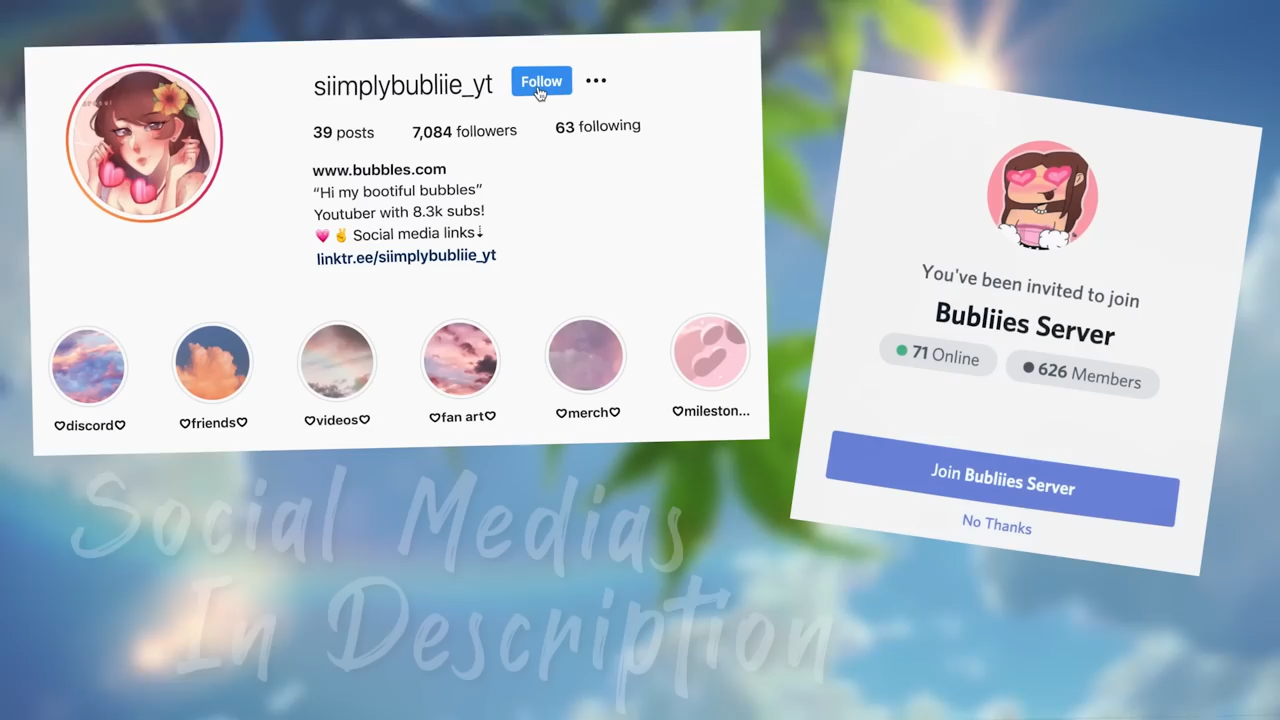 siimplybubliie_yt Follow •••
39 posts 7,084 followers 63 following
www.bubbles.com
“Hi my bootiful bubbles”
Youtuber with 8.3k subs!
💗 ✌ Social media links⇣
linktr.ee/siimplybubliie_yt
♡discord♡ ♡friends♡ ♡videos♡ ♡fan art♡ ♡merch♡ ♡mileston...
You've been invited to join
Bubliies Server
71 Online 626 Members
Join Bubliies Server
No Thanks
Social Medias
In Description